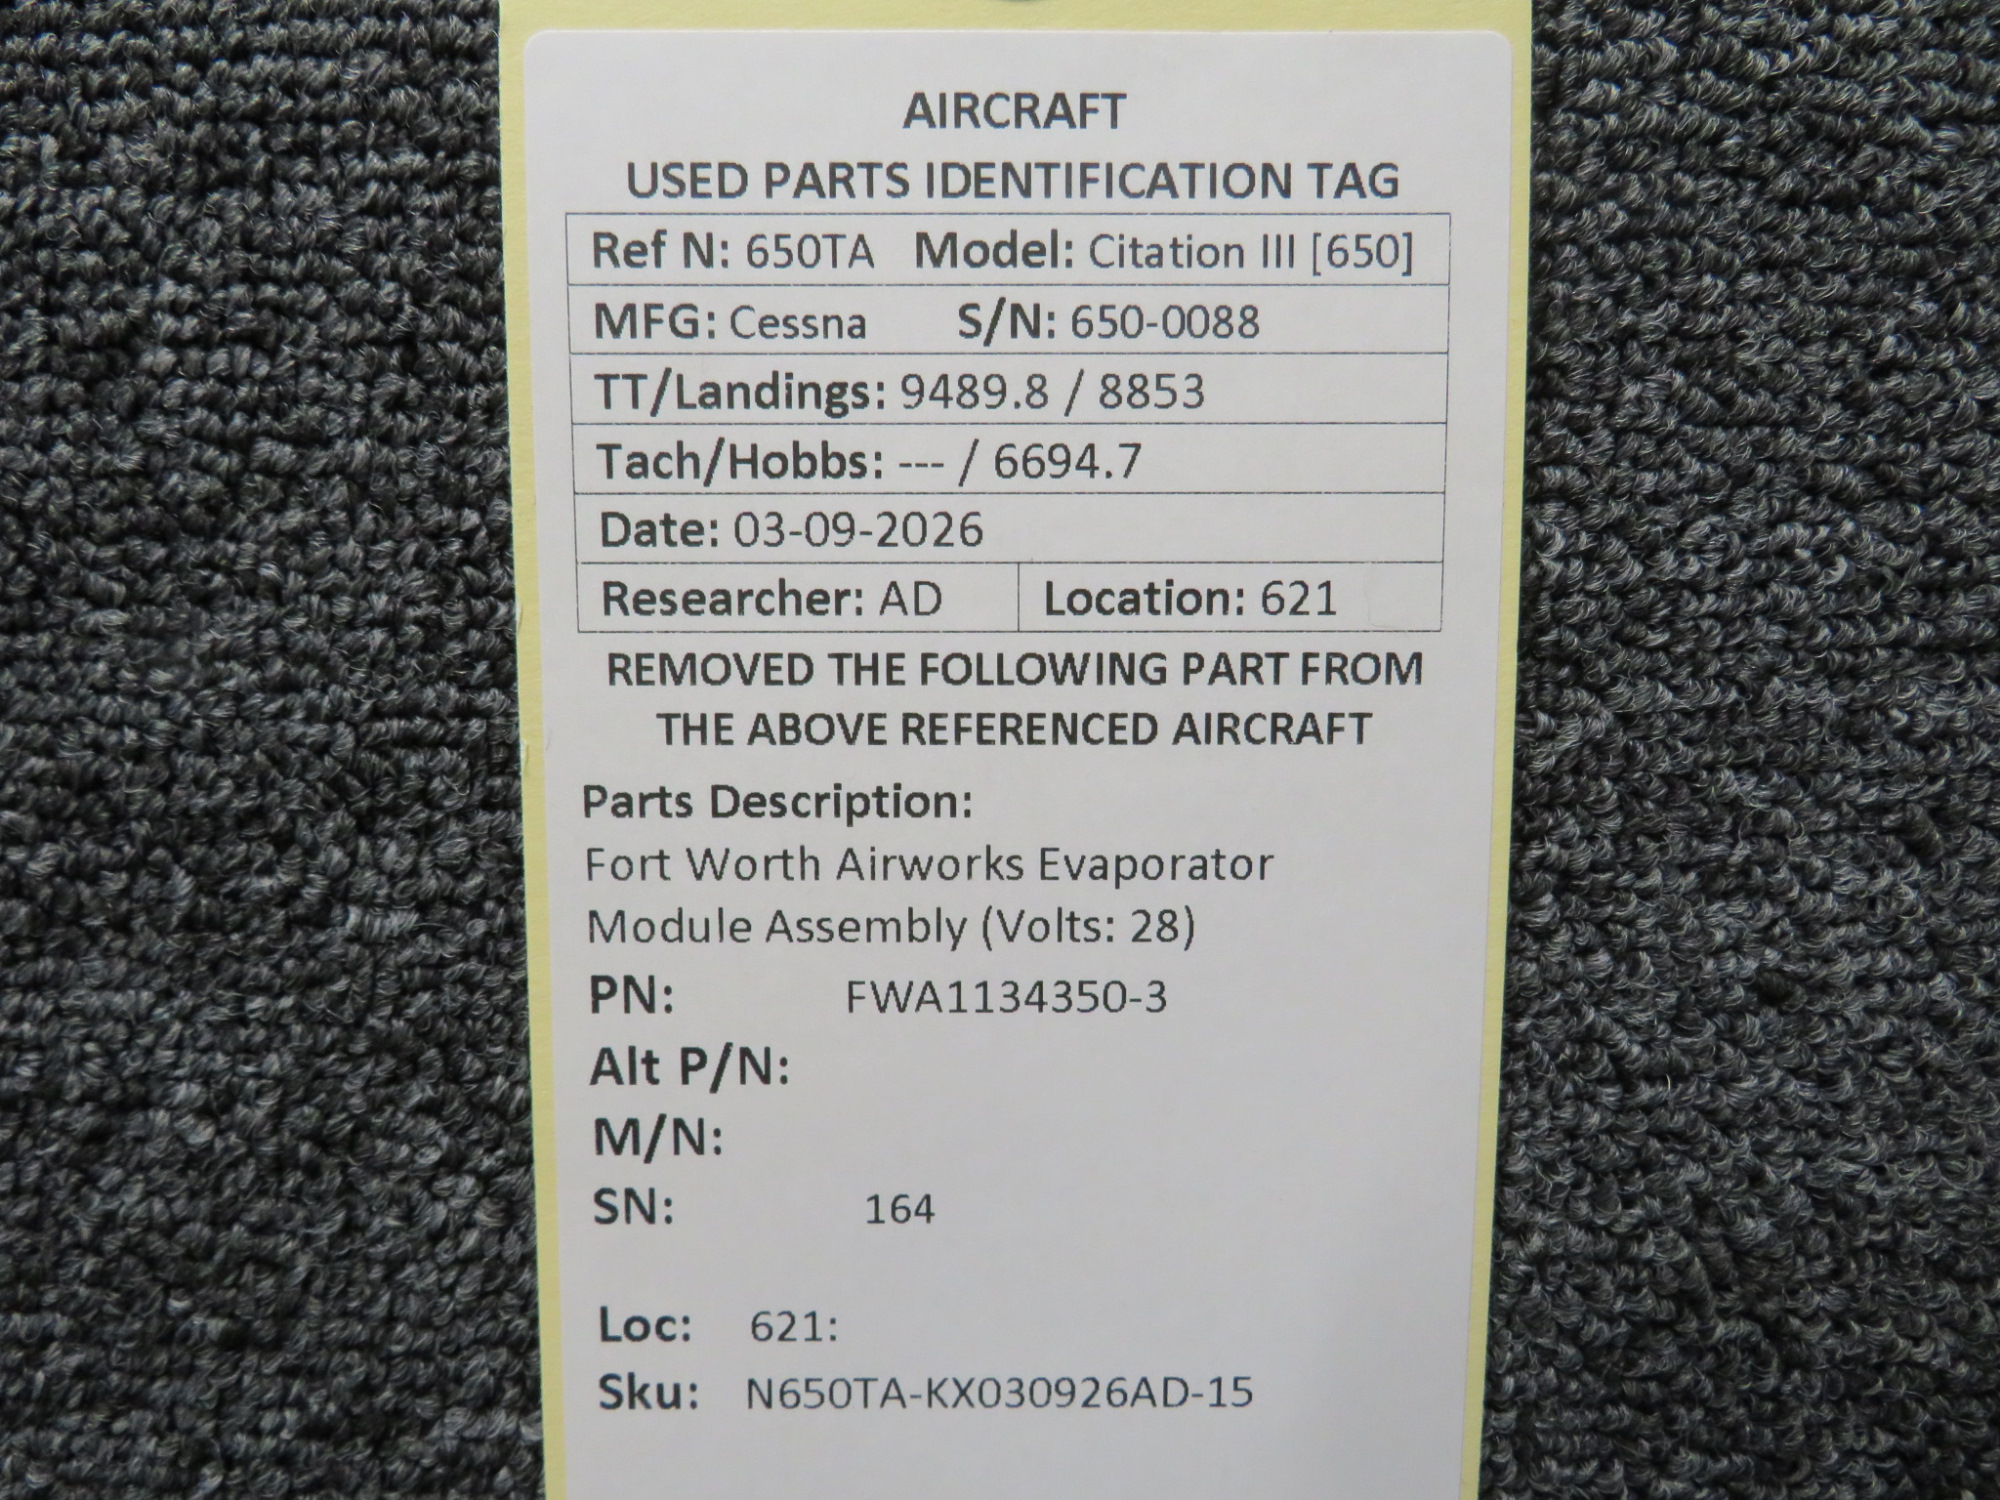 AIRCRAFT
USED PARTS IDENTIFICATION TAG
Ref N: 650TA Model: Citation III [650]
MFG: Cessna S/N: 650-0088
TT/Landings: 9489.8 / 8853
Tach/Hobbs: --- / 6694.7
Date: 03-09-2026
Researcher: AD Location: 621
REMOVED THE FOLLOWING PART FROM
THE ABOVE REFERENCED AIRCRAFT
Parts Description:
Fort Worth Airworks Evaporator
Module Assembly (Volts: 28)
PN: FWA1134350-3
Alt P/N:
M/N:
SN: 164
Loc: 621:
Sku: N650TA-KX030926AD-15